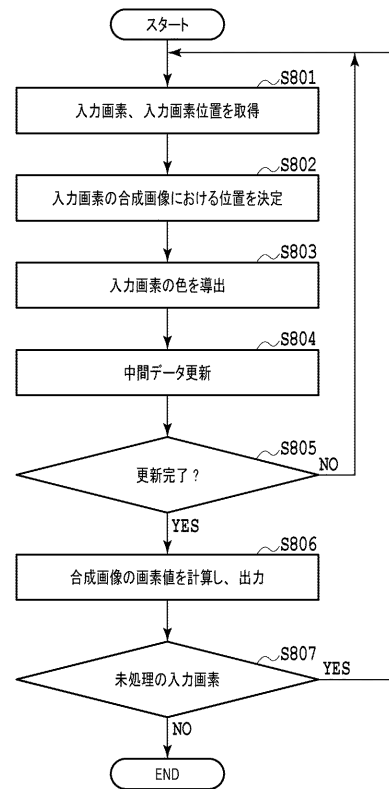 スタート
S801
入力画素、入力画素位置を取得
S802
入力画素の合成画像における位置を決定
S803
入力画素の色を導出
S804
中間データ更新
S805
更新完了?
NO
YES
S806
合成画像の画素値を計算し、出力
S807
未処理の入力画素
YES
NO
END